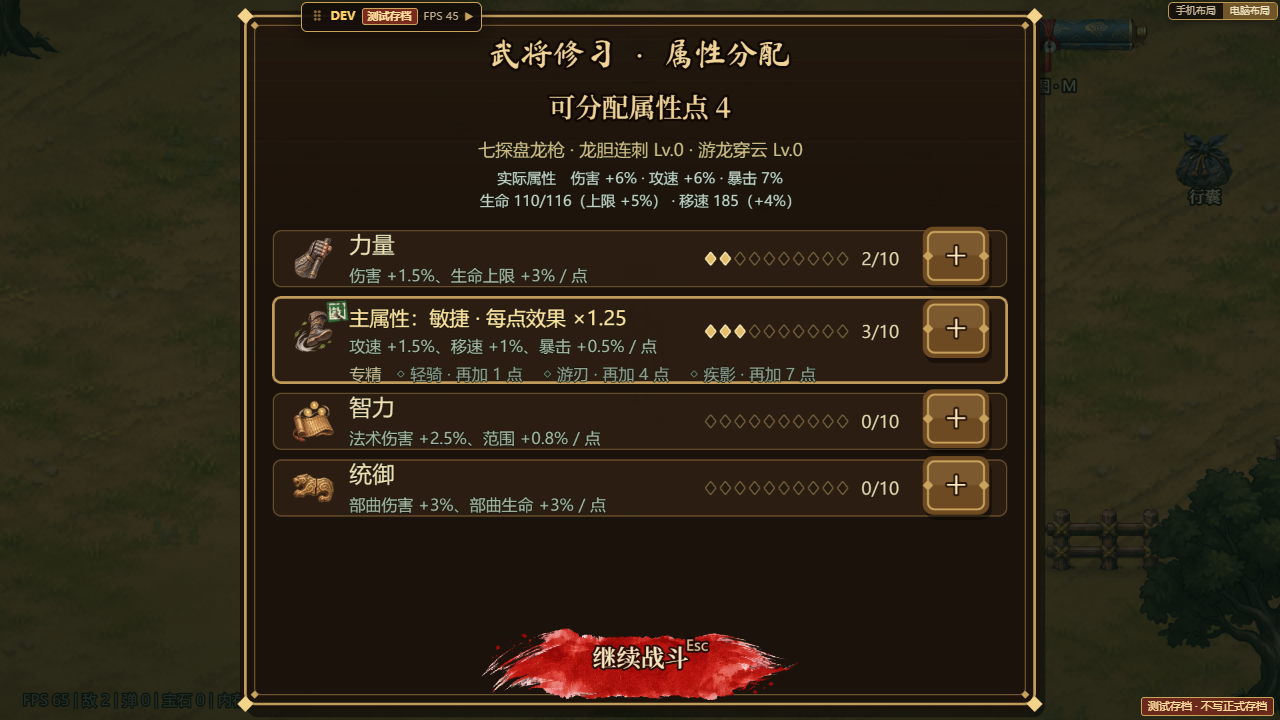 DEV 测试存档 FPS 45 ▶
手机布局 电脑布局
武将修习 · 属性分配
可分配属性点 4
图 · M
七探盘龙枪 · 龙胆连刺 Lv.0 · 游龙穿云 Lv.0
实际属性 伤害 +6% · 攻速 +6% · 暴击 7%
生命 110/116（上限 +5%） · 移速 185（+4%）
行囊
力量
伤害 +1.5%、生命上限 +3% / 点
2/10
+
主属性：敏捷 · 每点效果 ×1.25
攻速 +1.5%、移速 +1%、暴击 +0.5% / 点
3/10
+
专精 ◇ 轻骑 · 再加 1 点 ◇ 游刃 · 再加 4 点 ◇ 疾影 · 再加 7 点
智力
法术伤害 +2.5%、范围 +0.8% / 点
0/10
+
统御
部曲伤害 +3%、部曲生命 +3% / 点
0/10
+
继续战斗 Esc
FPS 65 | 敌 2 | 弹 0 | 宝石 0 | 内存
测试存档 · 不写正式存档